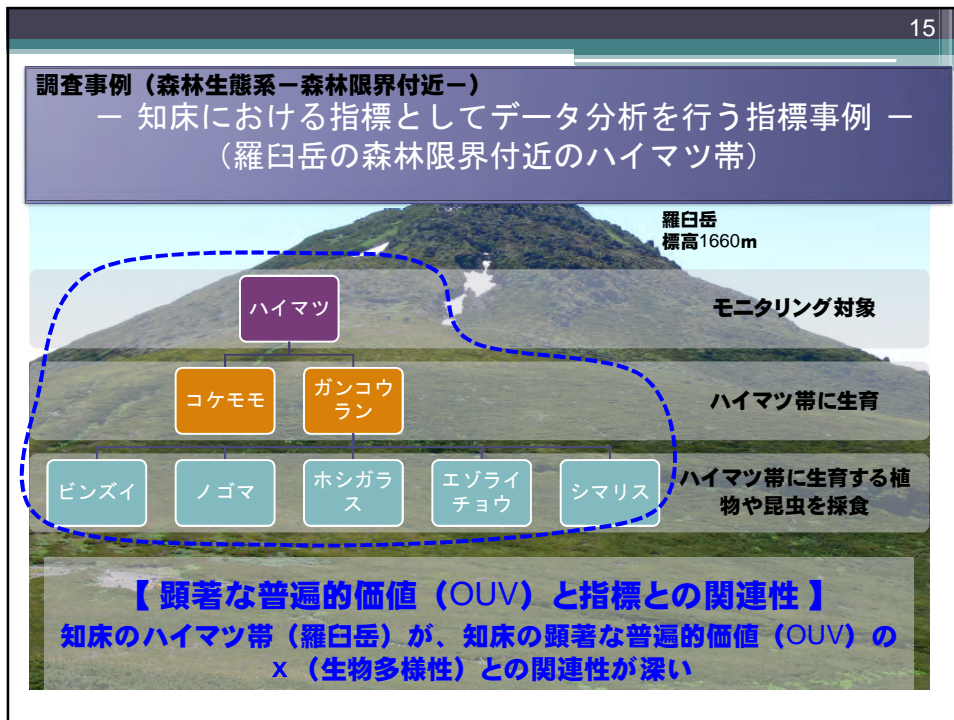 15
調査事例（森林生態系－森林限界付近－）
－ 知床における指標としてデータ分析を行う指標事例 －
（羅臼岳の森林限界付近のハイマツ帯）
羅臼岳
標高1660m
ハイマツ
モニタリング対象
コケモモ
ガンコウ
ラン
ハイマツ帯に生育
ビンズイ
ノゴマ
ホシガラ
ス
エゾライ
チョウ
シマリス
ハイマツ帯に生育する植
物や昆虫を採食
【 顕著な普遍的価値（OUV）と指標との関連性 】
知床のハイマツ帯（羅臼岳）が、知床の顕著な普遍的価値（OUV）の
x（生物多様性）との関連性が深い